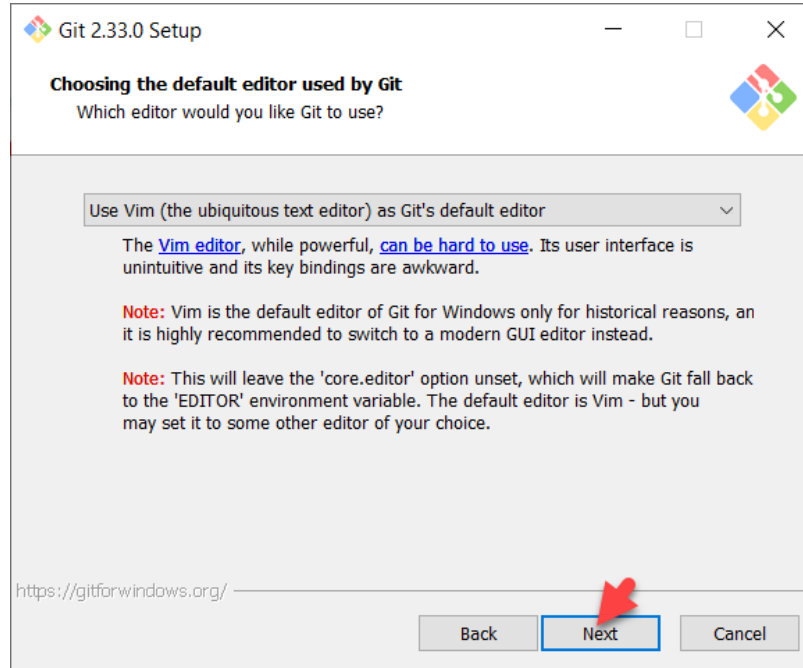 Git 2.33.0 Setup
Choosing the default editor used by Git
Which editor would you like Git to use?
Use Vim (the ubiquitous text editor) as Git's default editor
The Vim editor, while powerful, can be hard to use. Its user interface is
unintuitive and its key bindings are awkward.
Note: Vim is the default editor of Git for Windows only for historical reasons, an
it is highly recommended to switch to a modern GUI editor instead.
Note: This will leave the 'core.editor' option unset, which will make Git fall back
to the 'EDITOR' environment variable. The default editor is Vim - but you
may set it to some other editor of your choice.
https://gitforwindows.org/
Back
Next
Cancel